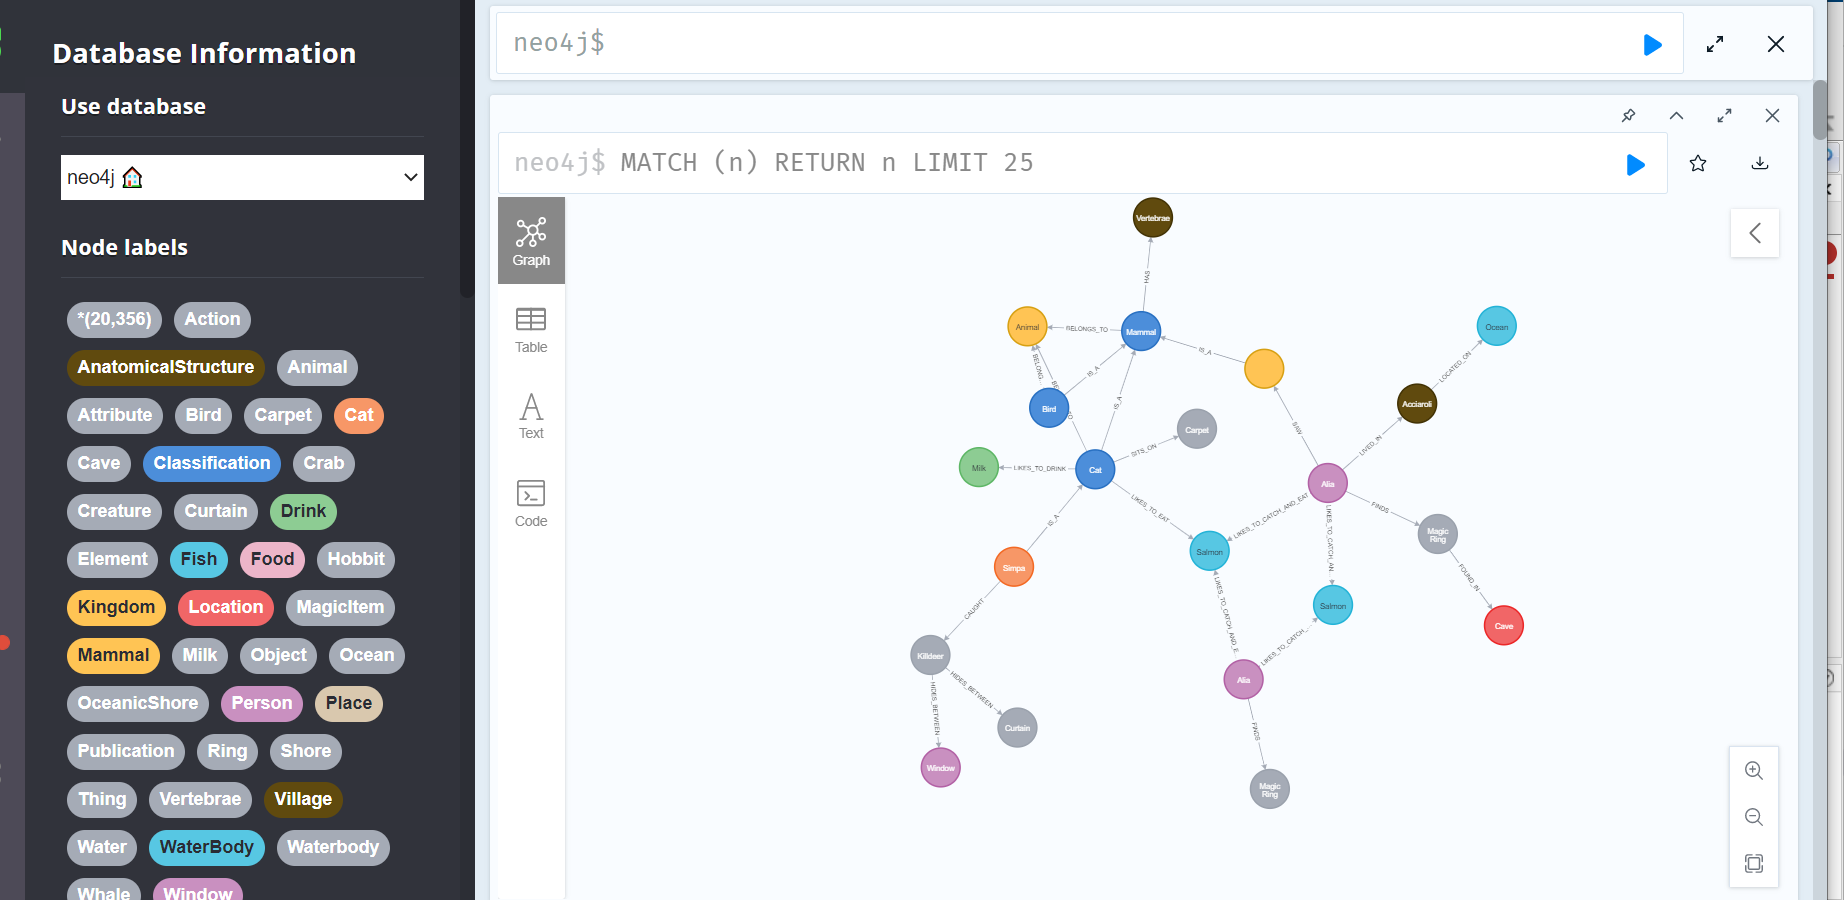 Database Information
Use database
neo4j
Node labels
*(20,356) Action
AnatomicalStructure Animal
Attribute Bird Carpet Cat
Cave Classification Crab
Creature Curtain Drink
Element Fish Food Hobbit
Kingdom Location MagicItem
Mammal Milk Object Ocean
OceanicShore Person Place
Publication Ring Shore
Thing Vertebrae Village
Water WaterBody Waterbody
Whale Window
neo4j$
neo4j$ MATCH (n) RETURN n LIMIT 25
Graph
Table
Text
Code
Vertebrae
HAS
Animal
BELONGS_TO
Mammal
IS_A
Ocean
LOCATED_ON
BELONG...
IS_A
IS_A
Bird
Carpet
SAW
Acciaroli
LIVED_IN
SITS_ON
Milk
LIKES_TO_DRINK
Cat
Alia
LIKES_TO_EAT
LIKES_TO_CATCH_AND_EAT
LIKES_TO_CATCH_AN...
FINDS
Magic
Ring
IS_A
Salmon
Simpa
FOUND_IN
CAUGHT
LIKES_TO_CATCH_AND_E...
Salmon
Cave
LIKES_TO_CATCH_...
Killdeer
HIDES_BETWEEN
HIDES_BETWEEN
Alia
Curtain
FINDS
Window
Magic
Ring